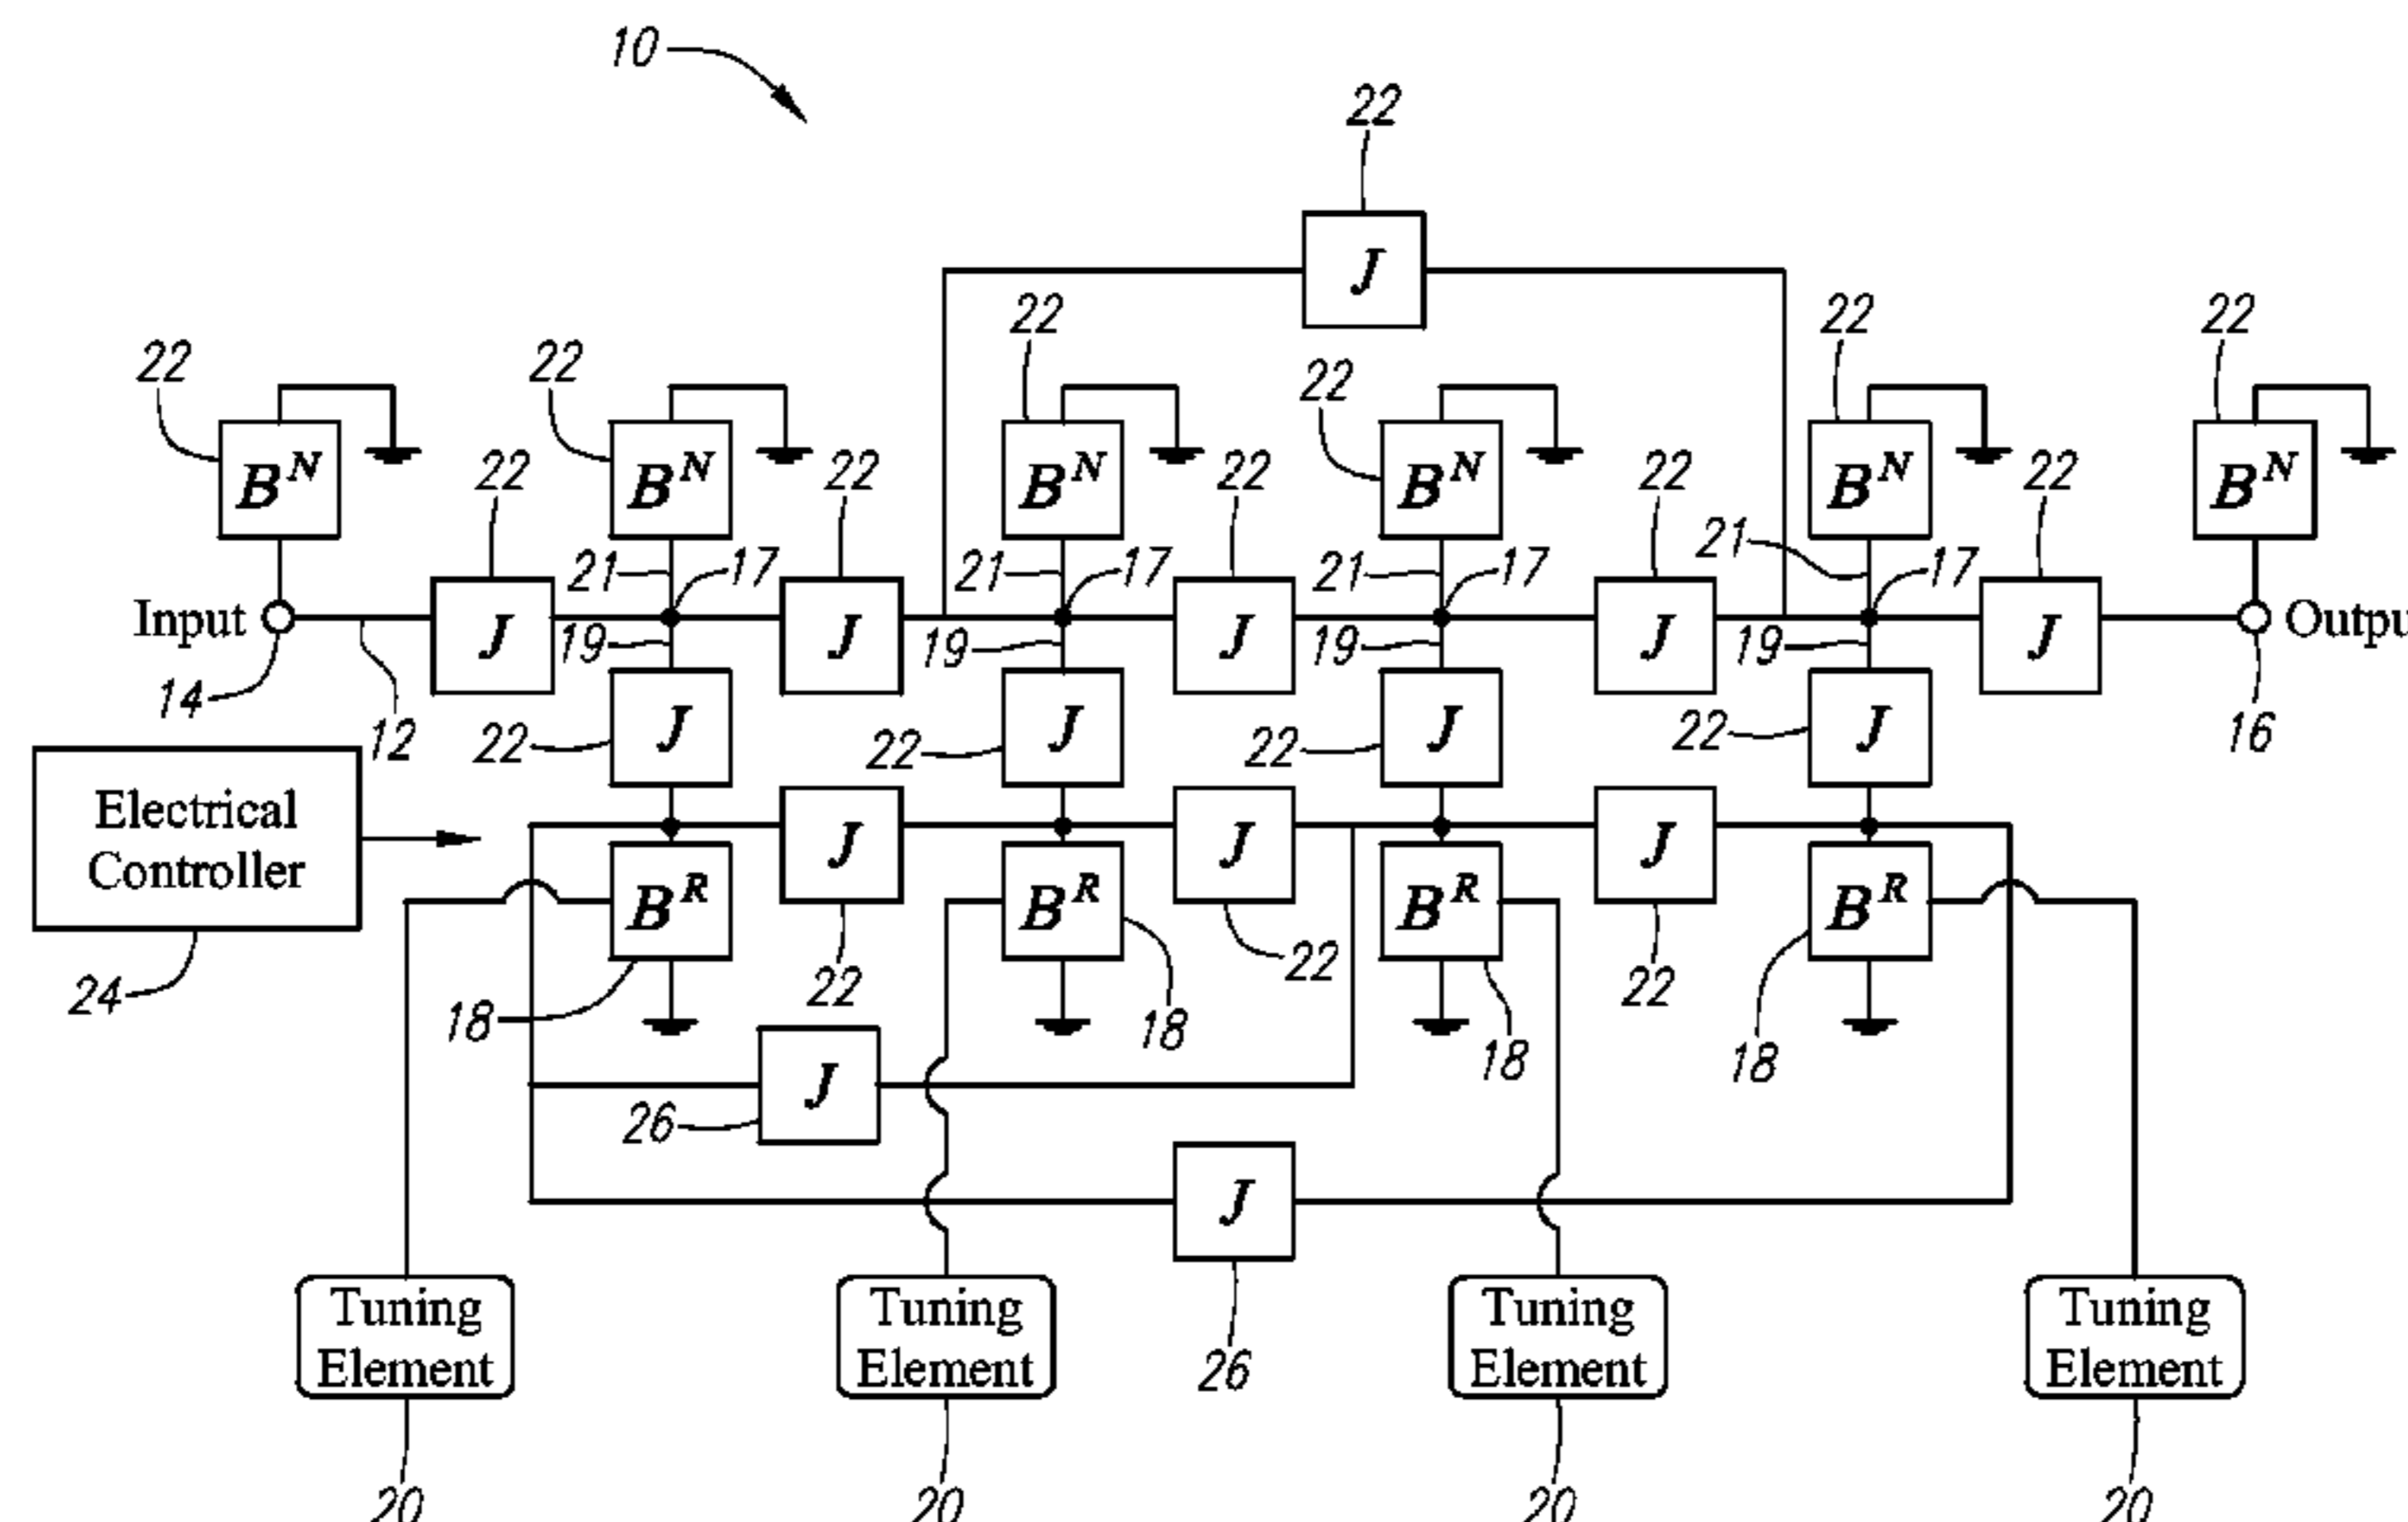 10
22
J
22
22
22
22
22
22
B^N
B^N
B^N
B^N
B^N
B^N
22
22
22
22
22
21
17
21
17
21
17
21
17
Input
J
J
J
J
J
Outpu
19
19
19
19
14
12
16
J
J
J
J
22
22
22
22
Electrical
Controller
24
J
J
J
B^R
B^R
B^R
B^R
22
22
22
18
18
18
18
J
26
J
26
Tuning
Element
Tuning
Element
Tuning
Element
Tuning
Element
20
20
20
20